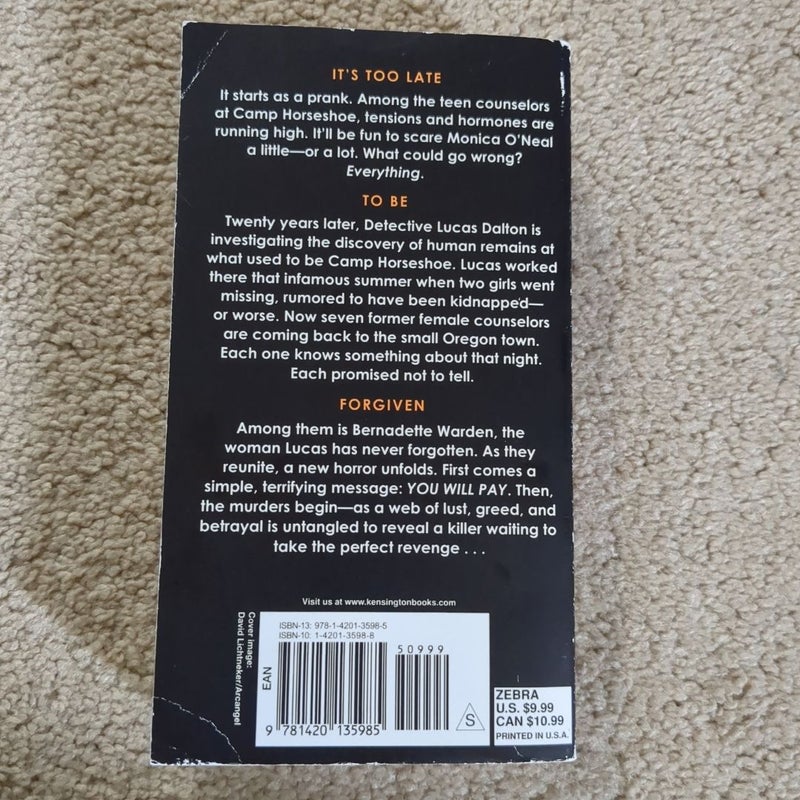 IT'S TOO LATE
It starts as a prank. Among the teen counselors
at Camp Horseshoe, tensions and hormones are
running high. It'll be fun to scare Monica O'Neal
a little—or a lot. What could go wrong?
Everything.
TO BE
Twenty years later, Detective Lucas Dalton is
investigating the discovery of human remains at
what used to be Camp Horseshoe. Lucas worked
there that infamous summer when two girls went
missing, rumored to have been kidnapped—
or worse. Now seven former female counselors
are coming back to the small Oregon town.
Each one knows something about that night.
Each promised not to tell.
FORGIVEN
Among them is Bernadette Warden, the
woman Lucas has never forgotten. As they
reunite, a new horror unfolds. First comes a
simple, terrifying message: YOU WILL PAY. Then,
the murders begin—as a web of lust, greed, and
betrayal is untangled to reveal a killer waiting to
take the perfect revenge . . .
Visit us at www.kensingtonbooks.com
Cover image:
David Lichtneker/Arcangel
ISBN-13: 978-1-4201-3598-5
ISBN-10: 1-4201-3598-8
50999
EAN
9 781420 135985
S
ZEBRA
U.S. $9.99
CAN $10.99
PRINTED IN U.S.A.